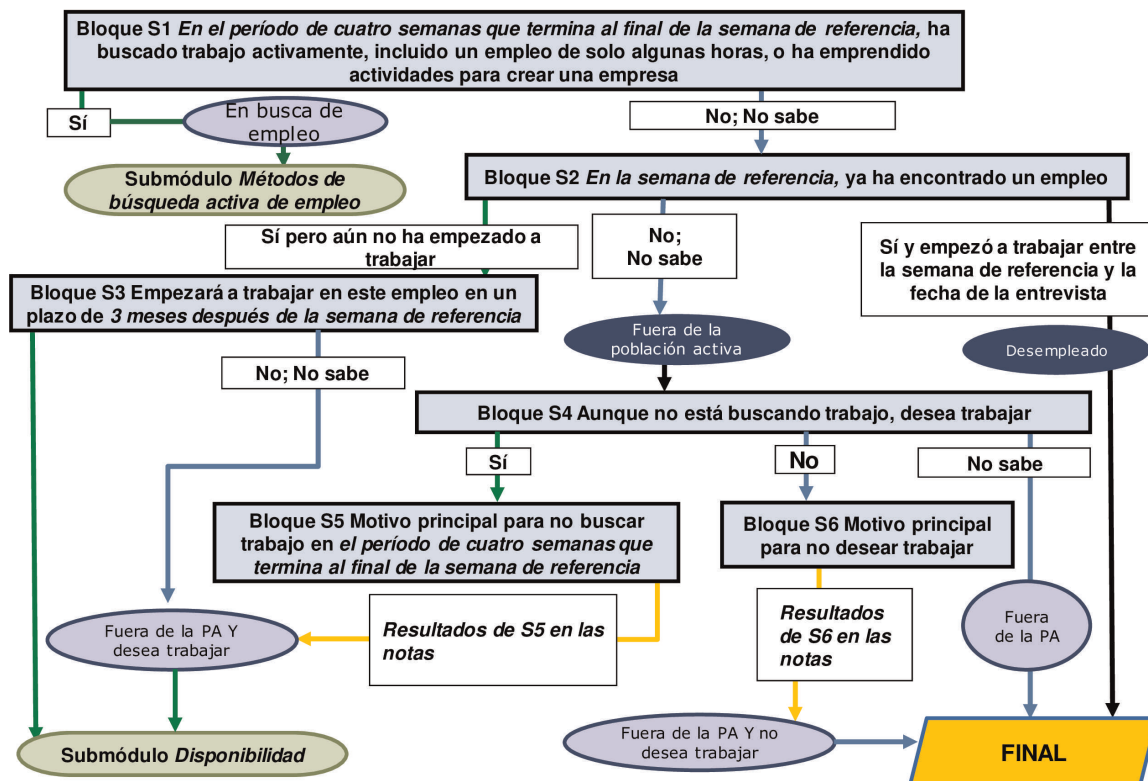 Bloque S1 En el período de cuatro semanas que termina al final de la semana de referencia, ha
buscado trabajo activamente, incluido un empleo de solo algunas horas, o ha emprendido
actividades para crear una empresa
Sí
En busca de
empleo
No; No sabe
Submódulo Métodos de
búsqueda activa de empleo
Bloque S2 En la semana de referencia, ya ha encontrado un empleo
Sí pero aún no ha empezado a
trabajar
No;
No sabe
Sí y empezó a trabajar entre
la semana de referencia y la
fecha de la entrevista
Bloque S3 Empezará a trabajar en este empleo en un
plazo de 3 meses después de la semana de referencia
Fuera de la
población activa
Desempleado
No; No sabe
Bloque S4 Aunque no está buscando trabajo, desea trabajar
Sí
No
No sabe
Bloque S5 Motivo principal para no buscar
trabajo en el período de cuatro semanas que
termina al final de la semana de referencia
Bloque S6 Motivo principal
para no desear trabajar
Fuera de la PA Y
desea trabajar
Resultados de S5 en las
notas
Resultados
de S6 en las
notas
Fuera
de la PA
Submódulo Disponibilidad
Fuera de la PA Y no
desea trabajar
FINAL